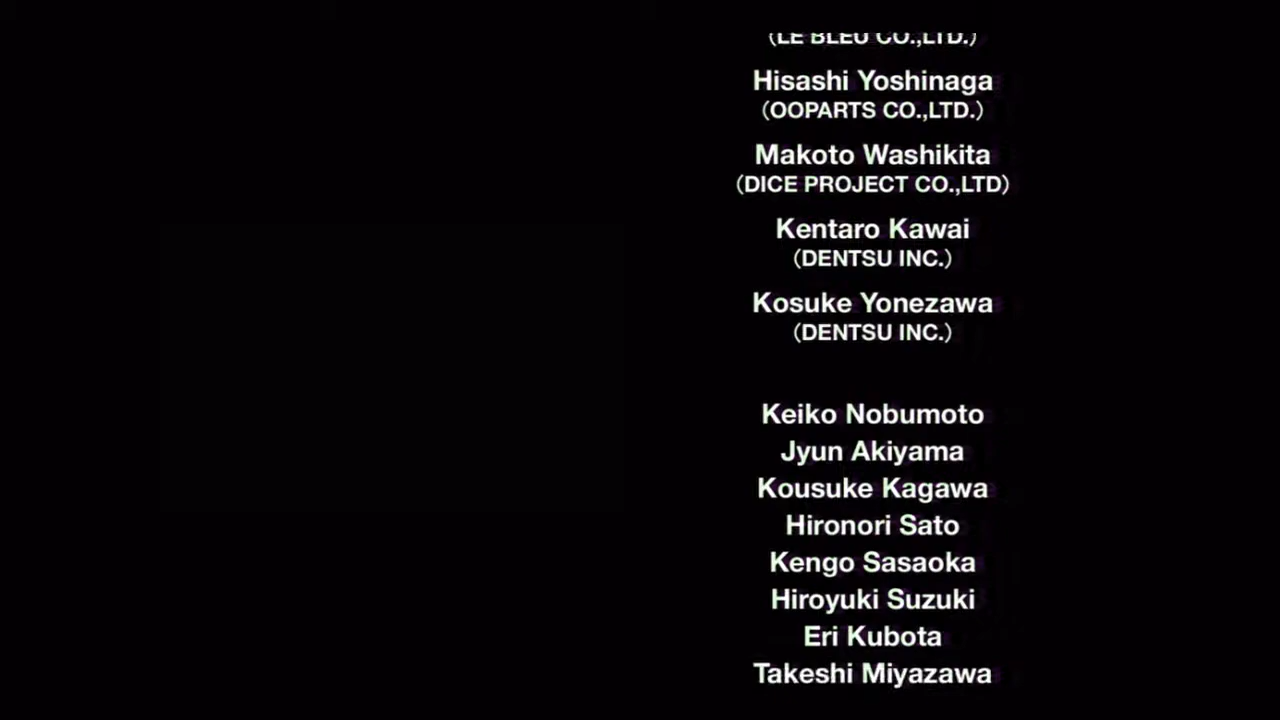 （LE BLEU CO.,LTD.）
Hisashi Yoshinaga
（OOPARTS CO.,LTD.）
Makoto Washikita
（DICE PROJECT CO.,LTD）
Kentaro Kawai
（DENTSU INC.）
Kosuke Yonezawa
（DENTSU INC.）
Keiko Nobumoto
Jyun Akiyama
Kousuke Kagawa
Hironori Sato
Kengo Sasaoka
Hiroyuki Suzuki
Eri Kubota
Takeshi Miyazawa